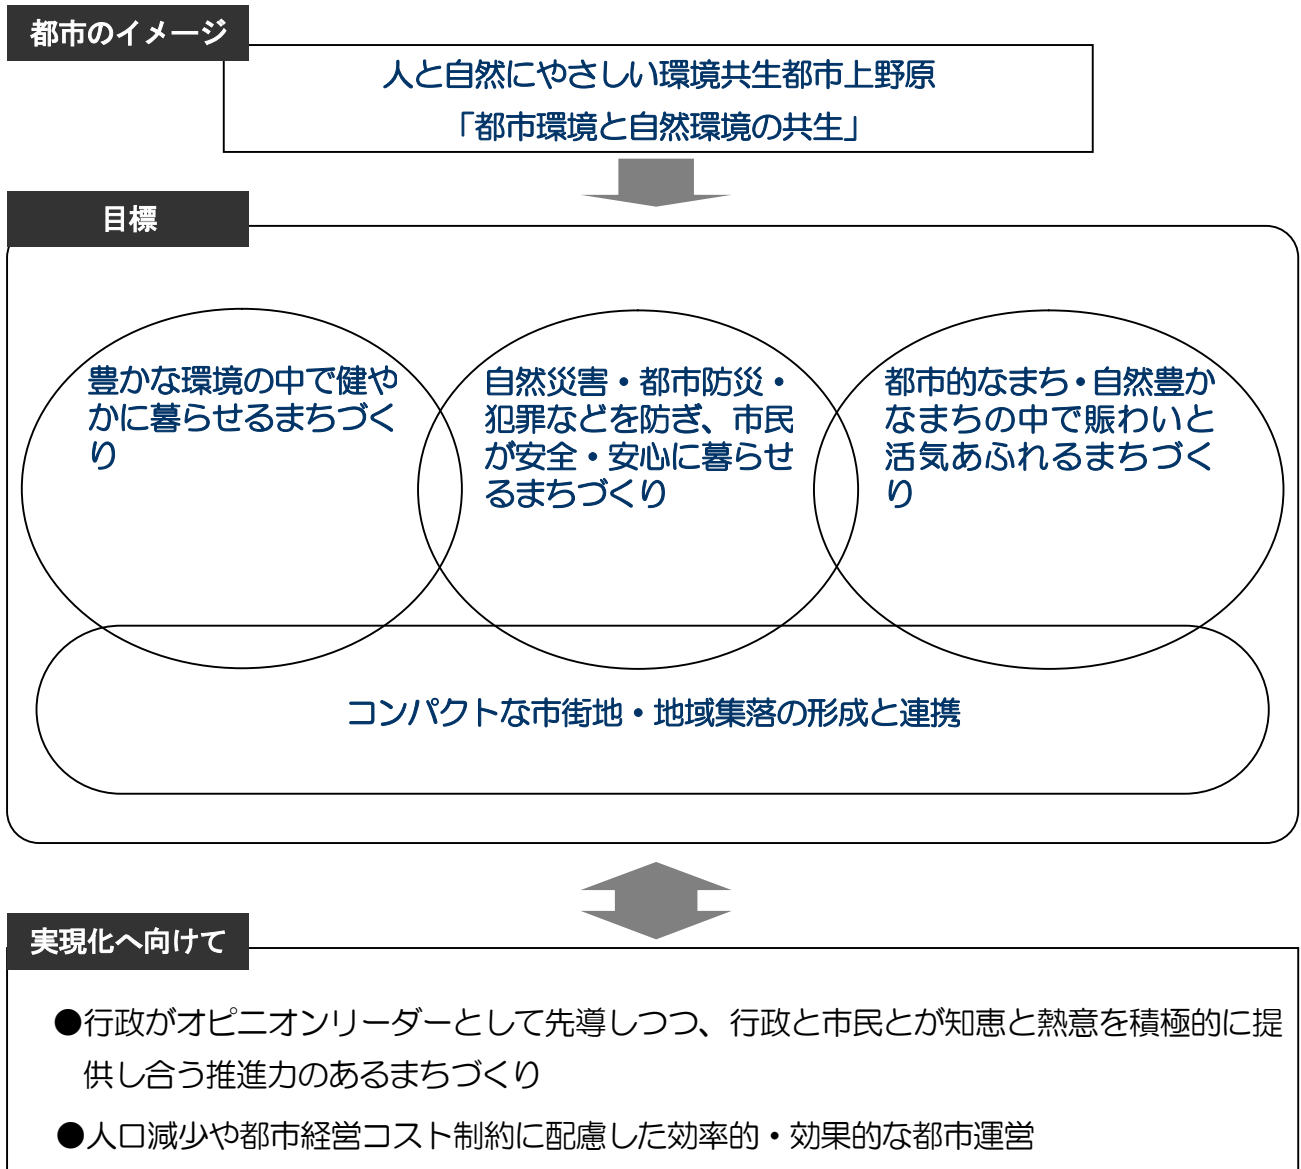 都市のイメージ
人と自然にやさしい環境共生都市上野原
「都市環境と自然環境の共生」
目標
豊かな環境の中で健や
かに暮らせるまちづく
り
自然災害・都市防災・
犯罪などを防ぎ、市民
が安全・安心に暮らせ
るまちづくり
都市的なまち・自然豊か
なまちの中で賑わいと
活気あふれるまちづく
り
コンパクトな市街地・地域集落の形成と連携
実現化へ向けて
●行政がオピニオンリーダーとして先導しつつ、行政と市民とが知恵と熱意を積極的に提
供し合う推進力のあるまちづくり
●人口減少や都市経営コスト制約に配慮した効率的・効果的な都市運営